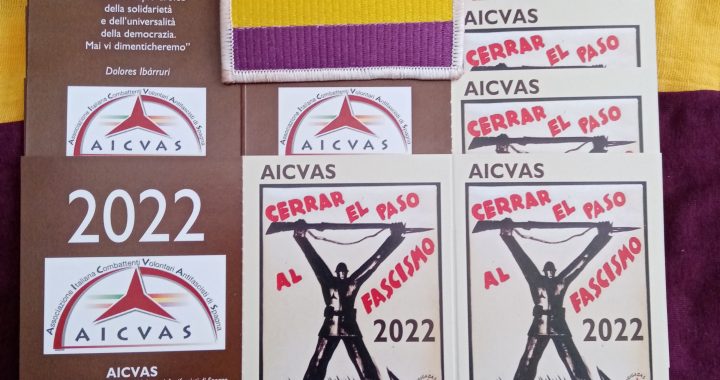 della solidarietà
e dell'universalità
della democrazia.
Mai vi dimenticheremo"
Dolores Ibárruri
Associazione Italiana Combattenti Volontari Antifascisti di Spagna
AICVAS
Associazione Italiana Combattenti Volontari Antifascisti di Spagna
AICVAS
AICVAS
CERRAR EL PASO
AICVAS
CERRAR EL PASO
2022
Associazione Italiana Combattenti Volontari Antifascisti di Spagna
AICVAS
AICVAS
AICVAS
CERRAR EL PASO
AL FASCISMO
2022
AICVAS
CERRAR EL PASO
AL FASCISMO
2022